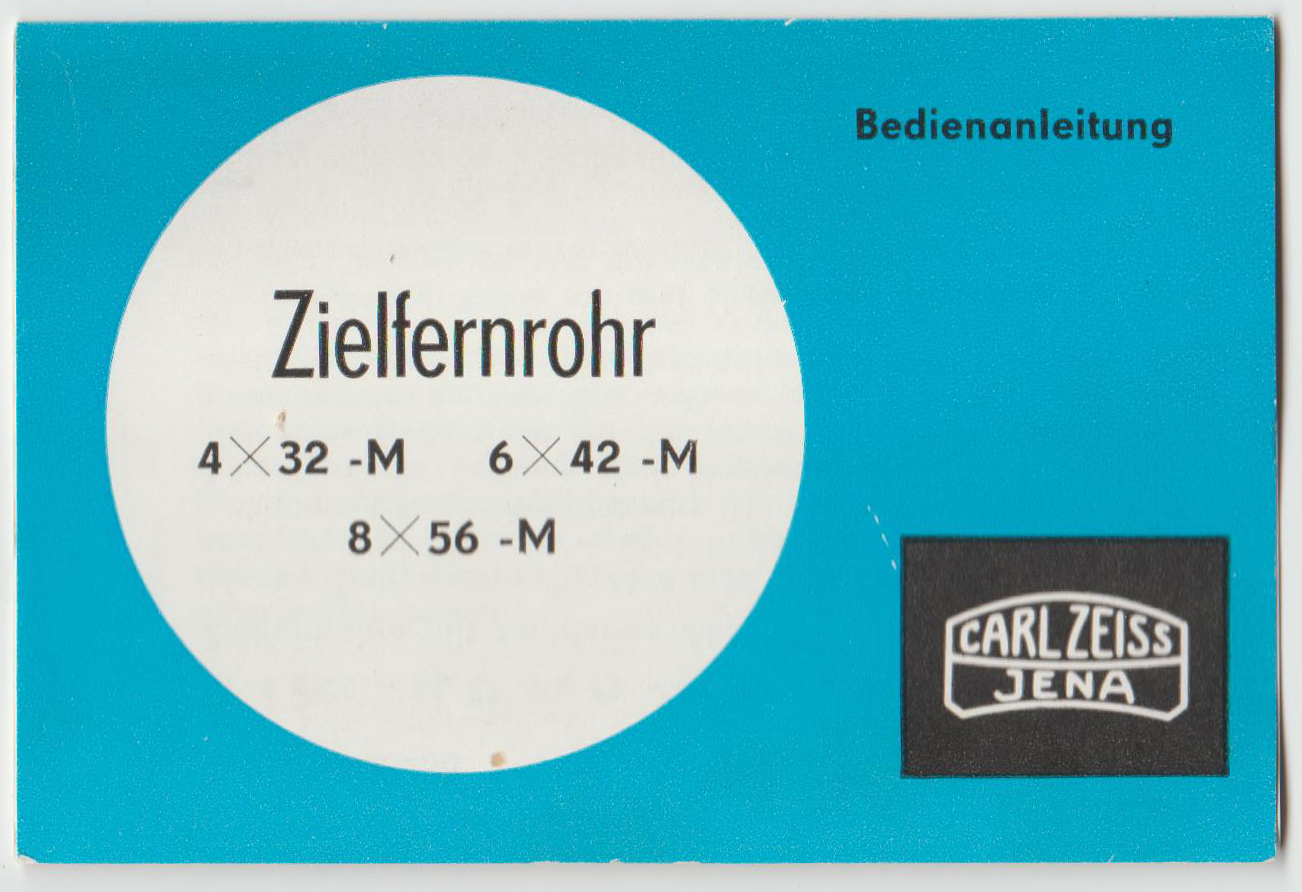 Bedienanleitung
Zielfernrohr
4×32 -M 6×42 -M
8×56 -M
CARL ZEISS
JENA